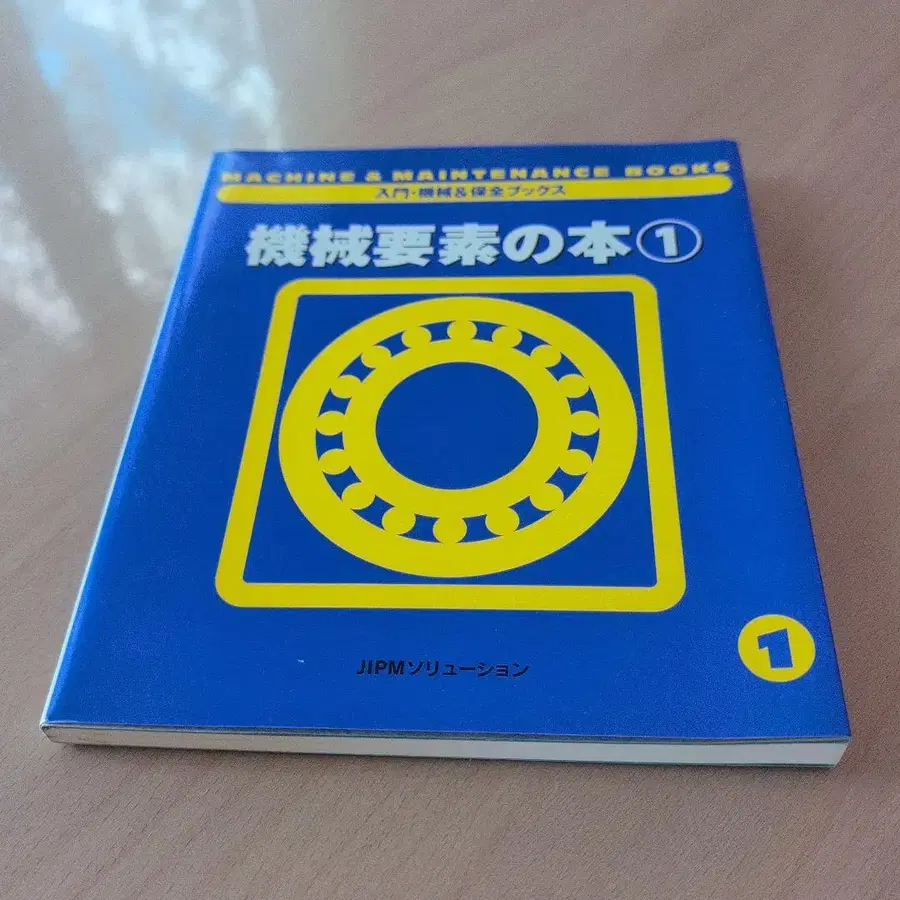 MACHINE & MAINTENANCE BOOKS
入門・機械&保全ブックス
機械要素の本①
1
JIPMソリューション